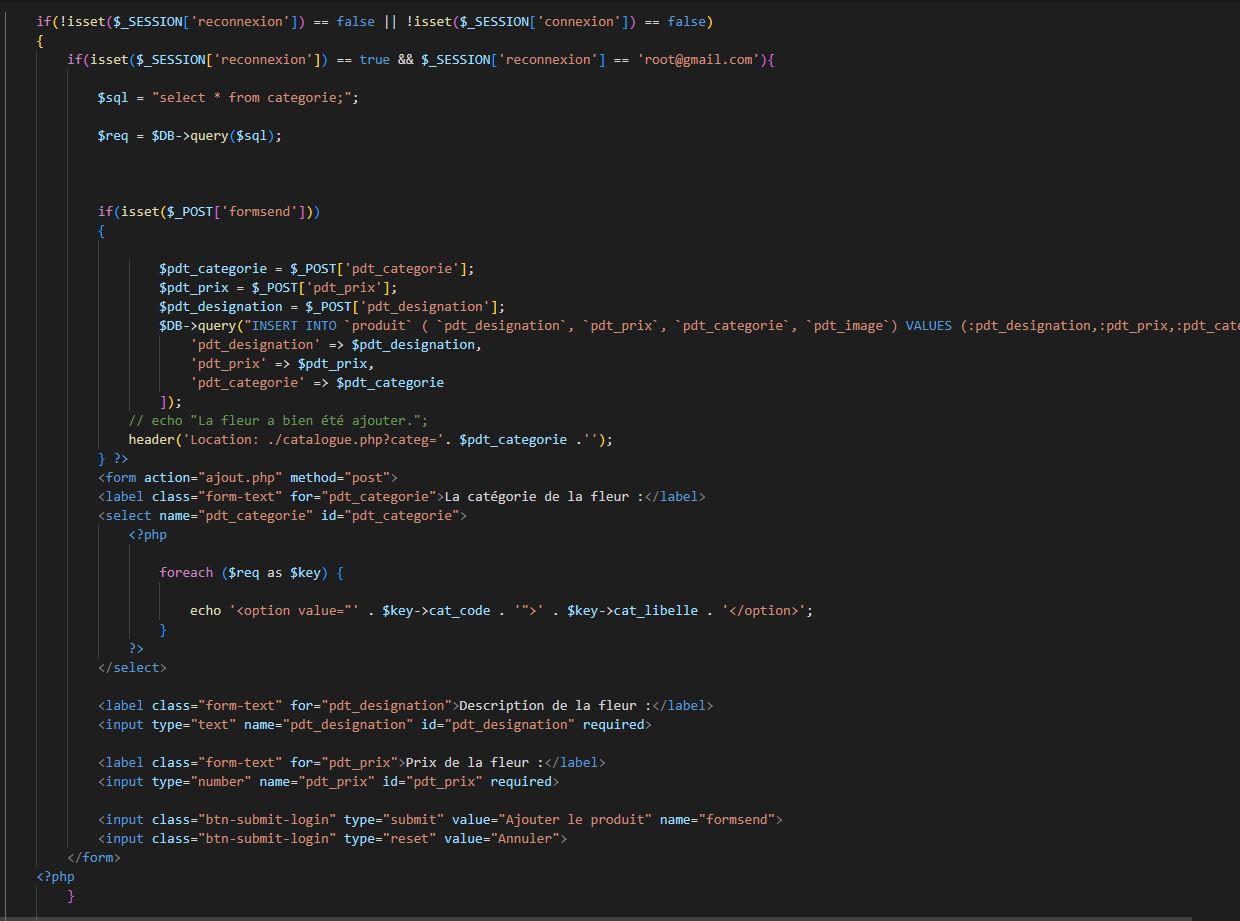 if(!isset($_SESSION['reconnexion']) == false || !isset($_SESSION['connexion']) == false)
{
if(isset($_SESSION['reconnexion']) == true && $_SESSION['reconnexion'] == 'root@gmail.com'){
$sql = "select * from categorie;";
$req = $DB->query($sql);
if(isset($_POST['formsend']))
{
$pdt_categorie = $_POST['pdt_categorie'];
$pdt_prix = $_POST['pdt_prix'];
$pdt_designation = $_POST['pdt_designation'];
$DB->query("INSERT INTO `produit` ( `pdt_designation`, `pdt_prix`, `pdt_categorie`, `pdt_image`) VALUES (:pdt_designation,:pdt_prix,:pdt_cate
'pdt_designation' => $pdt_designation,
'pdt_prix' => $pdt_prix,
'pdt_categorie' => $pdt_categorie
]);
// echo "La fleur a bien été ajouter.";
header('Location: ./catalogue.php?categ='. $pdt_categorie .'');
} ?>
<form action="ajout.php" method="post">
<label class="form-text" for="pdt_categorie">La catégorie de la fleur :</label>
<select name="pdt_categorie" id="pdt_categorie">
<?php
foreach ($req as $key) {
echo '<option value="' . $key->cat_code . '">' . $key->cat_libelle . '</option>';
}
?>
</select>
<label class="form-text" for="pdt_designation">Description de la fleur :</label>
<input type="text" name="pdt_designation" id="pdt_designation" required>
<label class="form-text" for="pdt_prix">Prix de la fleur :</label>
<input type="number" name="pdt_prix" id="pdt_prix" required>
<input class="btn-submit-login" type="submit" value="Ajouter le produit" name="formsend">
<input class="btn-submit-login" type="reset" value="Annuler">
</form>
<?php
}